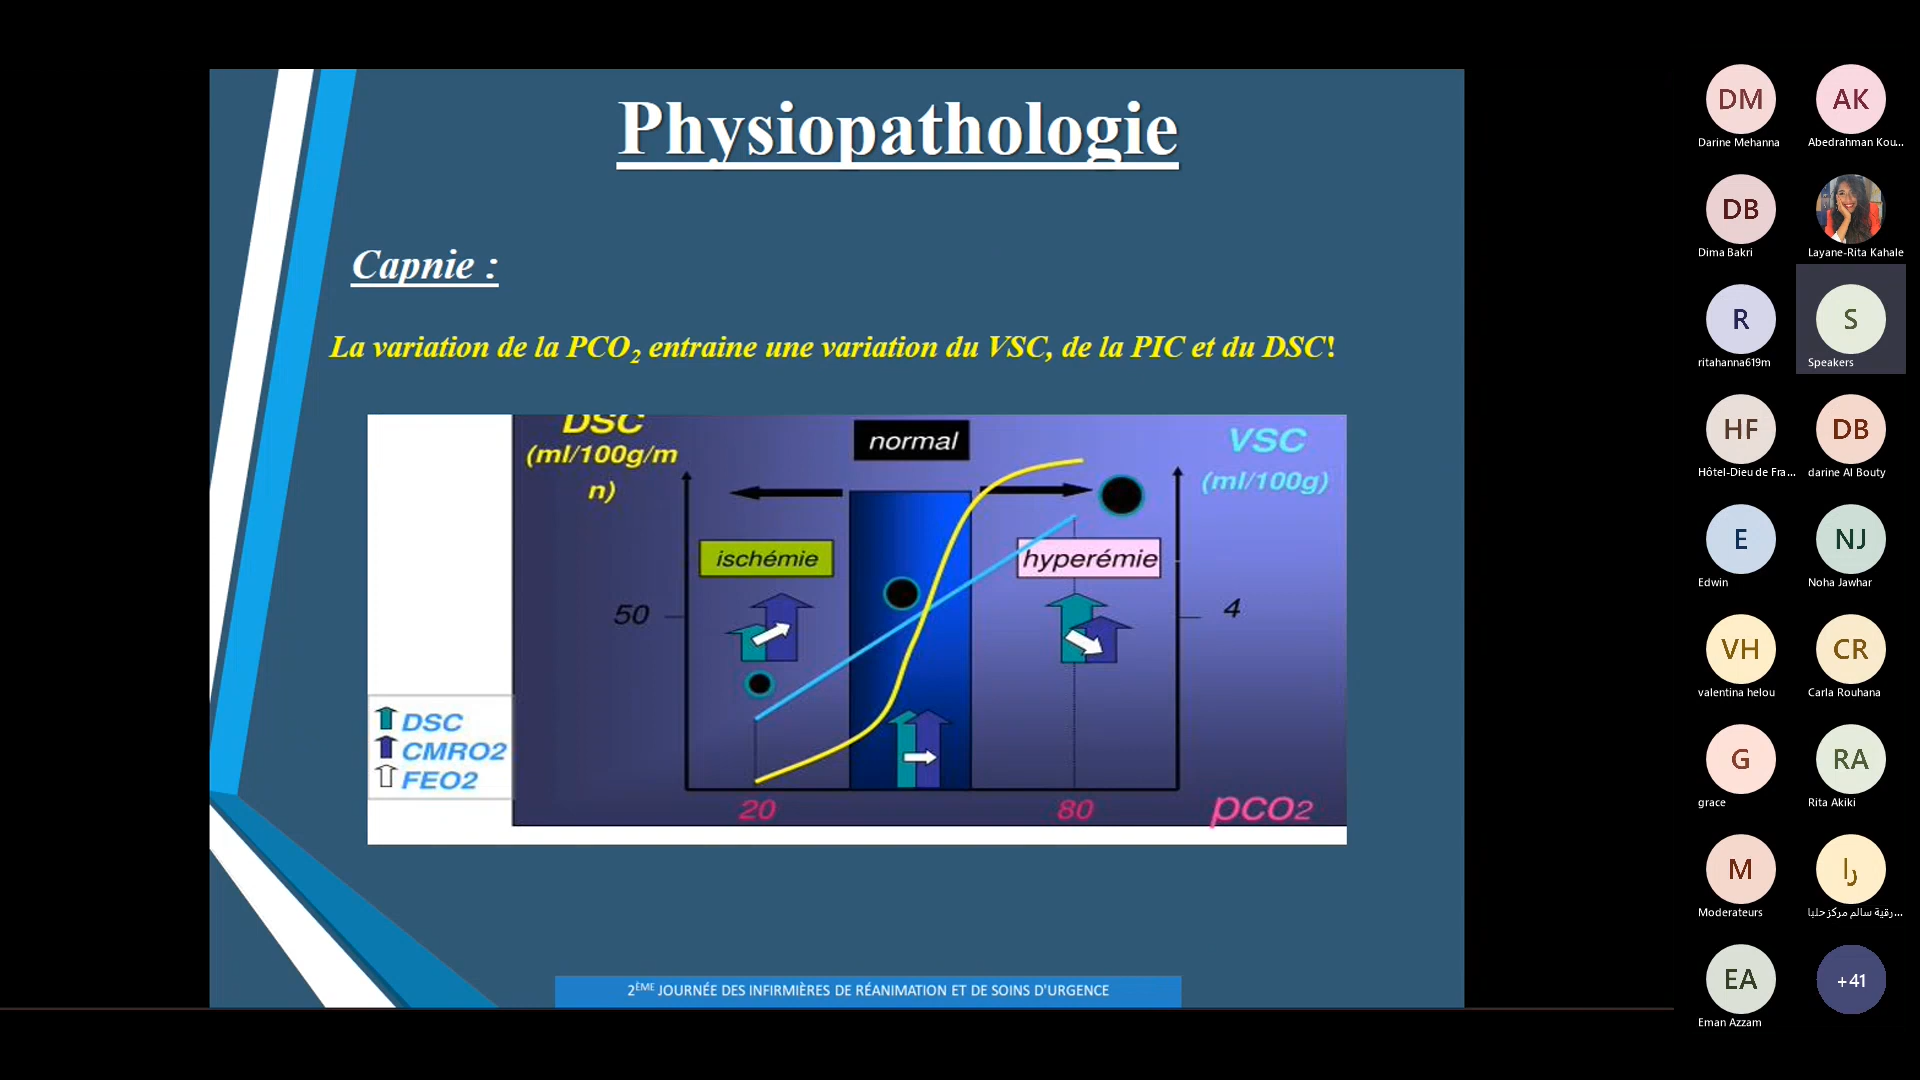 Physiopathologie
Capnie :
La variation de la PCO2 entraine une variation du VSC, de la PIC et du DSC!
DSC
(ml/100g/m
n)
normal
VSC
(ml/100g)
ischémie
hyperémie
50
4
DSC
CMRO2
FEO2
20
80
pCO2
2ÈME JOURNÉE DES INFIRMIÈRES DE RÉANIMATION ET DE SOINS D'URGENCE
DM
AK
Darine Mehanna
Abedrahman Kou...
DB
Dima Bakri
Layane-Rita Kahale
R
S
ritahanna619m
Speakers
HF
DB
Hôtel-Dieu de Fra...
darine Al Bouty
E
NJ
Edwin
Noha Jawhar
VH
CR
valentina helou
Carla Rouhana
G
RA
grace
Rita Akiki
M
را
Moderateurs
رقية سالم مركز حلبا...
EA
+41
Eman Azzam